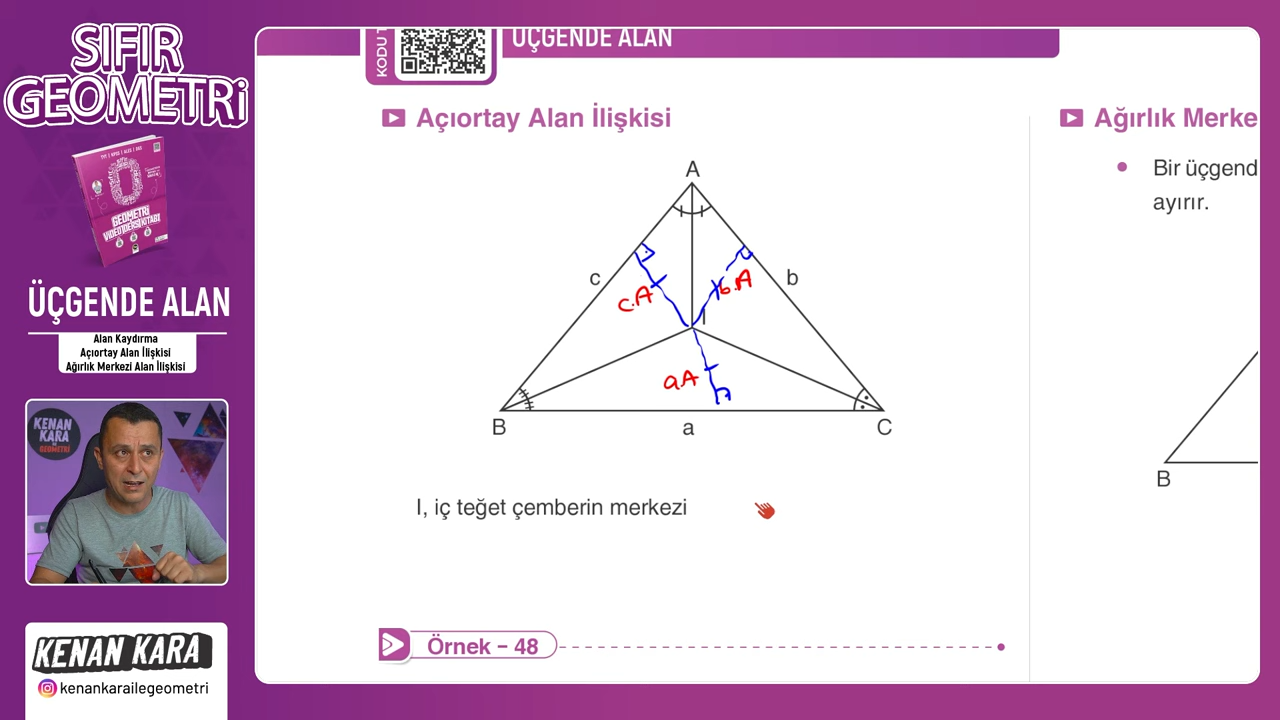 SIFIR
GEOMETRİ
GEOMETRİ
VİDEO DERS KİTABI
ÜÇGENDE ALAN
Alan Kaydırma
Açıortay Alan İlişkisi
Ağırlık Merkezi Alan İlişkisi
KENAN
KARA
GEOMETRİ
KENAN KARA
kenankarailegeometri
ÜÇGENDE ALAN
Açıortay Alan İlişkisi
A
c
b
c.A
b.A
I
a.A
B
a
C
I, iç teğet çemberin merkezi
Örnek – 48
Ağırlık Merke
Bir üçgend
ayırır.
B